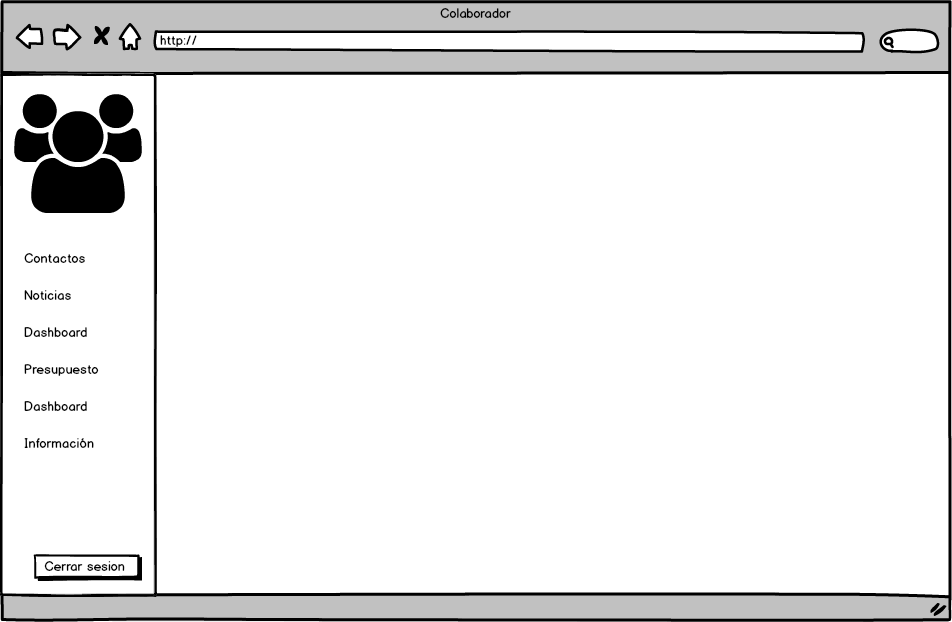 Colaborador
http://
Contactos
Noticias
Dashboard
Presupuesto
Dashboard
Información
Cerrar sesion